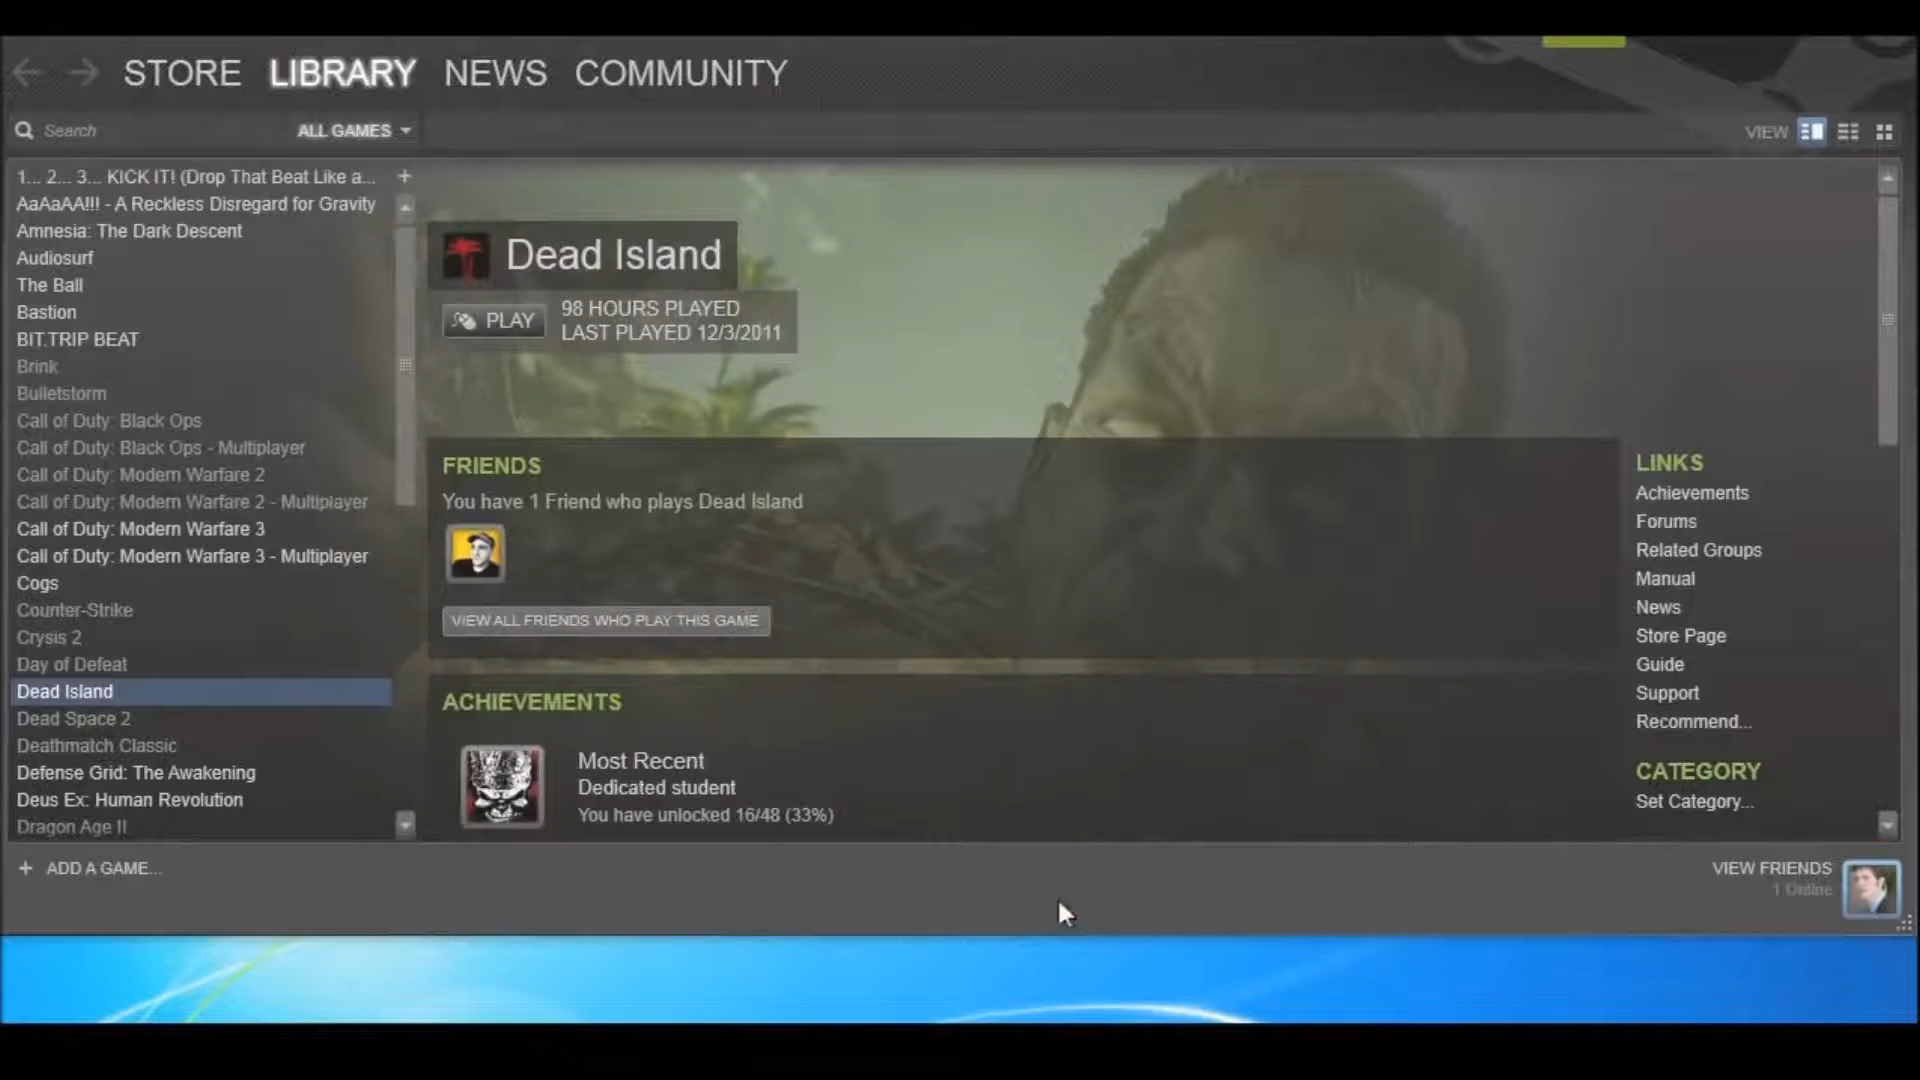 STORE LIBRARY NEWS COMMUNITY
Search ALL GAMES VIEW
1... 2... 3... KICK IT! (Drop That Beat Like a...
AaAaAA!!! - A Reckless Disregard for Gravity
Amnesia: The Dark Descent
Audiosurf
The Ball
Bastion
BIT.TRIP BEAT
Brink
Bulletstorm
Call of Duty: Black Ops
Call of Duty: Black Ops - Multiplayer
Call of Duty: Modern Warfare 2
Call of Duty: Modern Warfare 2 - Multiplayer
Call of Duty: Modern Warfare 3
Call of Duty: Modern Warfare 3 - Multiplayer
Cogs
Counter-Strike
Crysis 2
Day of Defeat
Dead Island
Dead Space 2
Deathmatch Classic
Defense Grid: The Awakening
Deus Ex: Human Revolution
Dragon Age II
+ ADD A GAME...
Dead Island
PLAY
98 HOURS PLAYED
LAST PLAYED 12/3/2011
FRIENDS
You have 1 Friend who plays Dead Island
VIEW ALL FRIENDS WHO PLAY THIS GAME
ACHIEVEMENTS
Most Recent
Dedicated student
You have unlocked 16/48 (33%)
LINKS
Achievements
Forums
Related Groups
Manual
News
Store Page
Guide
Support
Recommend...
CATEGORY
Set Category...
VIEW FRIENDS
1 Online